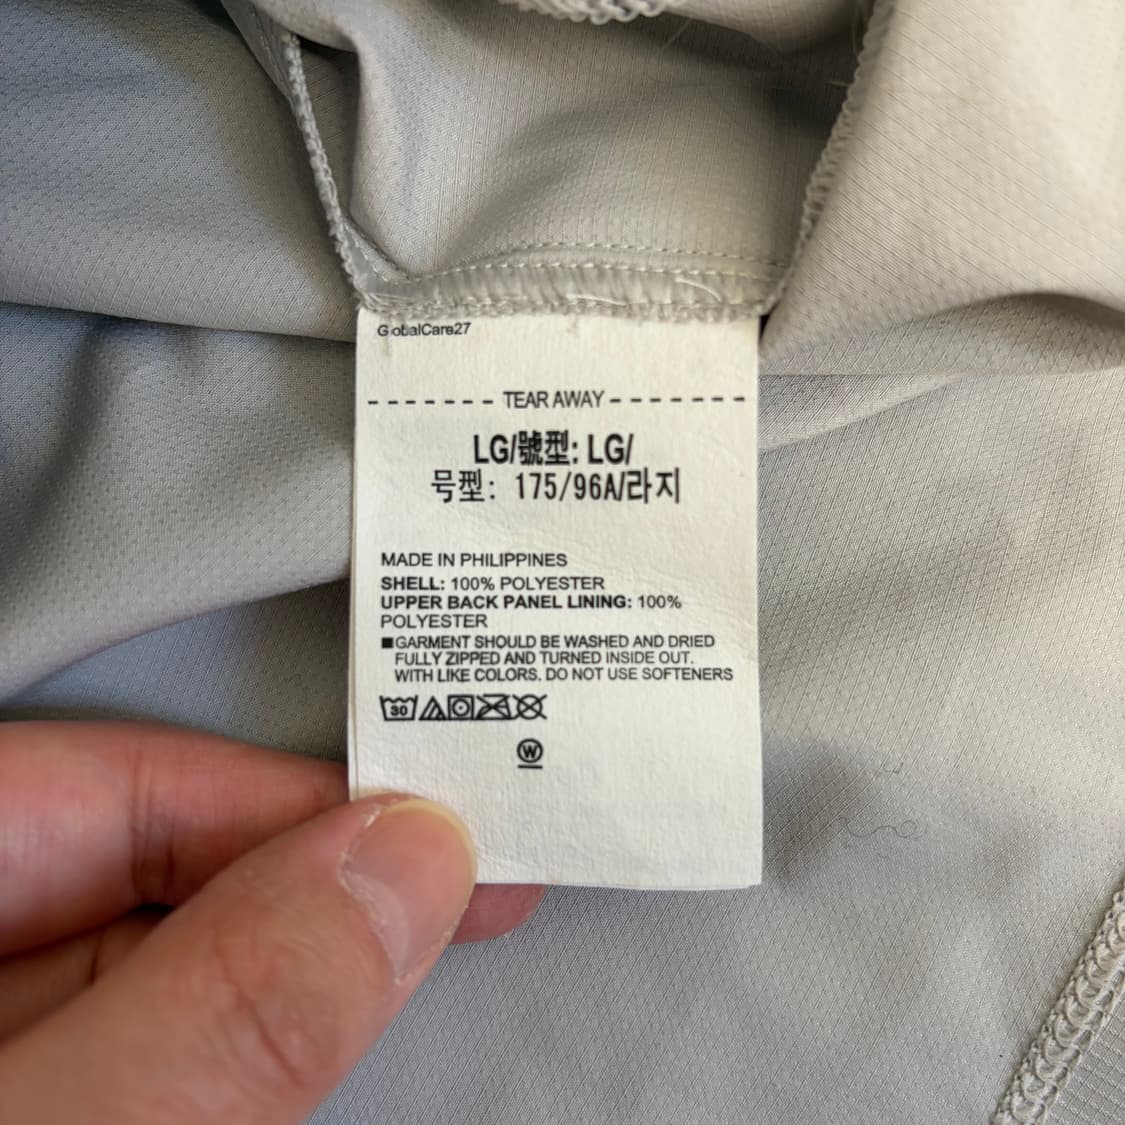 GlobalCare27
- - - - - - - TEAR AWAY - - - - - - -
LG/號型: LG/
号型: 175/96A/라지
MADE IN PHILIPPINES
SHELL: 100% POLYESTER
UPPER BACK PANEL LINING: 100%
POLYESTER
■GARMENT SHOULD BE WASHED AND DRIED
FULLY ZIPPED AND TURNED INSIDE OUT.
WITH LIKE COLORS. DO NOT USE SOFTENERS
30
W